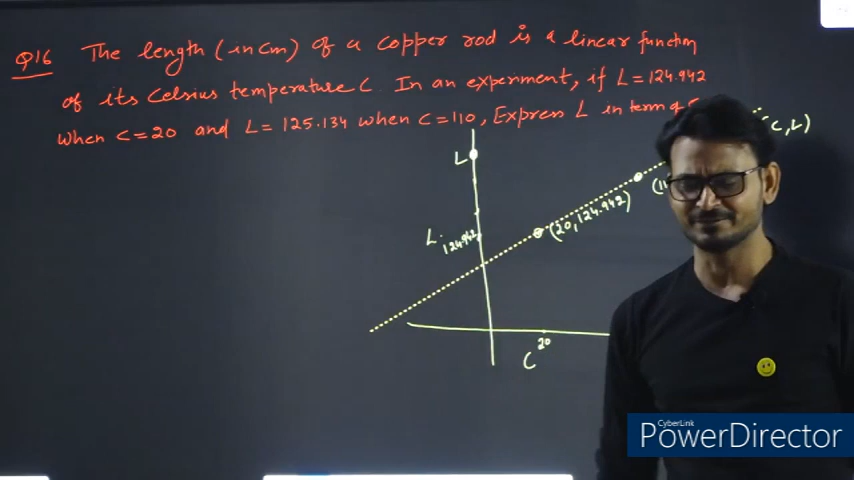 Q16 The length (in cm) of a copper rod is a linear function
of its Celsius temperature C. In an experiment, if L = 124.942
when C=20 and L= 125.134 when C=110, Express L in term of
C, L)
L
(20, 124.942)
L.
124.942
20
C
CyberLink
PowerDirector